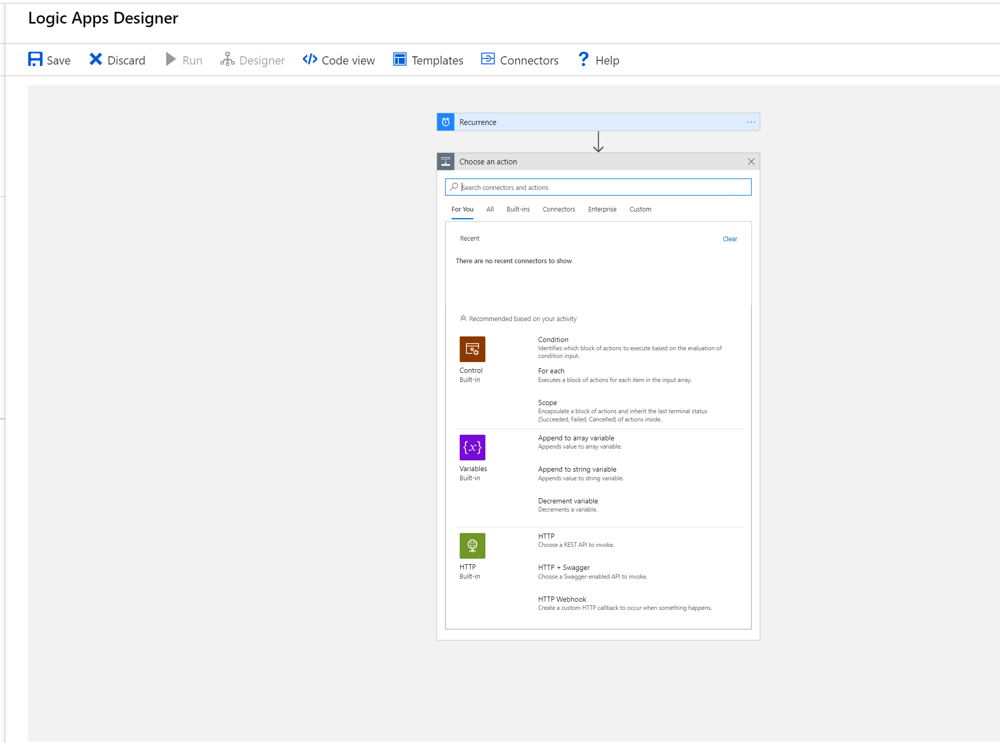 Logic Apps Designer
Save Discard Run Designer </> Code view Templates Connectors ? Help
Recurrence ...
Choose an action
Search connectors and actions
For You All Built-ins Connectors Enterprise Custom
Recent Clear
There are no recent connectors to show
Recommended based on your activity
Control
Built-in
Condition
Identifies which block of actions to execute based on the evaluation of
condition input.
For each
Executes a block of actions for each item in the input array.
Scope
Encapsulate a block of actions and inherit the last terminal status
(Succeeded, Failed, Cancelled) of actions inside.
{x}
Variables
Built-in
Append to array variable
Appends value to array variable.
Append to string variable
Appends value to string variable.
Decrement variable
Decrements a variable.
HTTP
Built-in
HTTP
Choose a REST API to invoke.
HTTP + Swagger
Choose a Swagger-enabled API to invoke.
HTTP Webhook
Create a custom HTTP callback to occur when something happens.